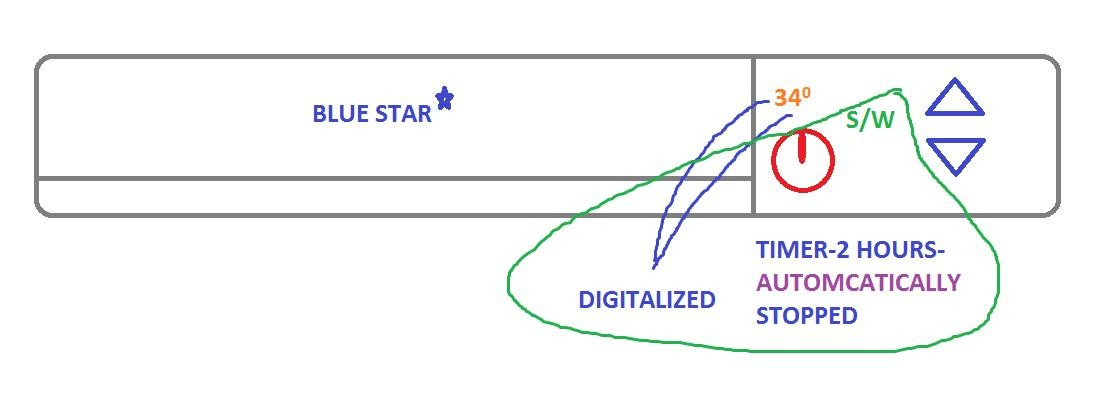 BLUE STAR
34⁰
S/W
DIGITALIZED
TIMER-2 HOURS-
AUTOMCATICALLY
STOPPED